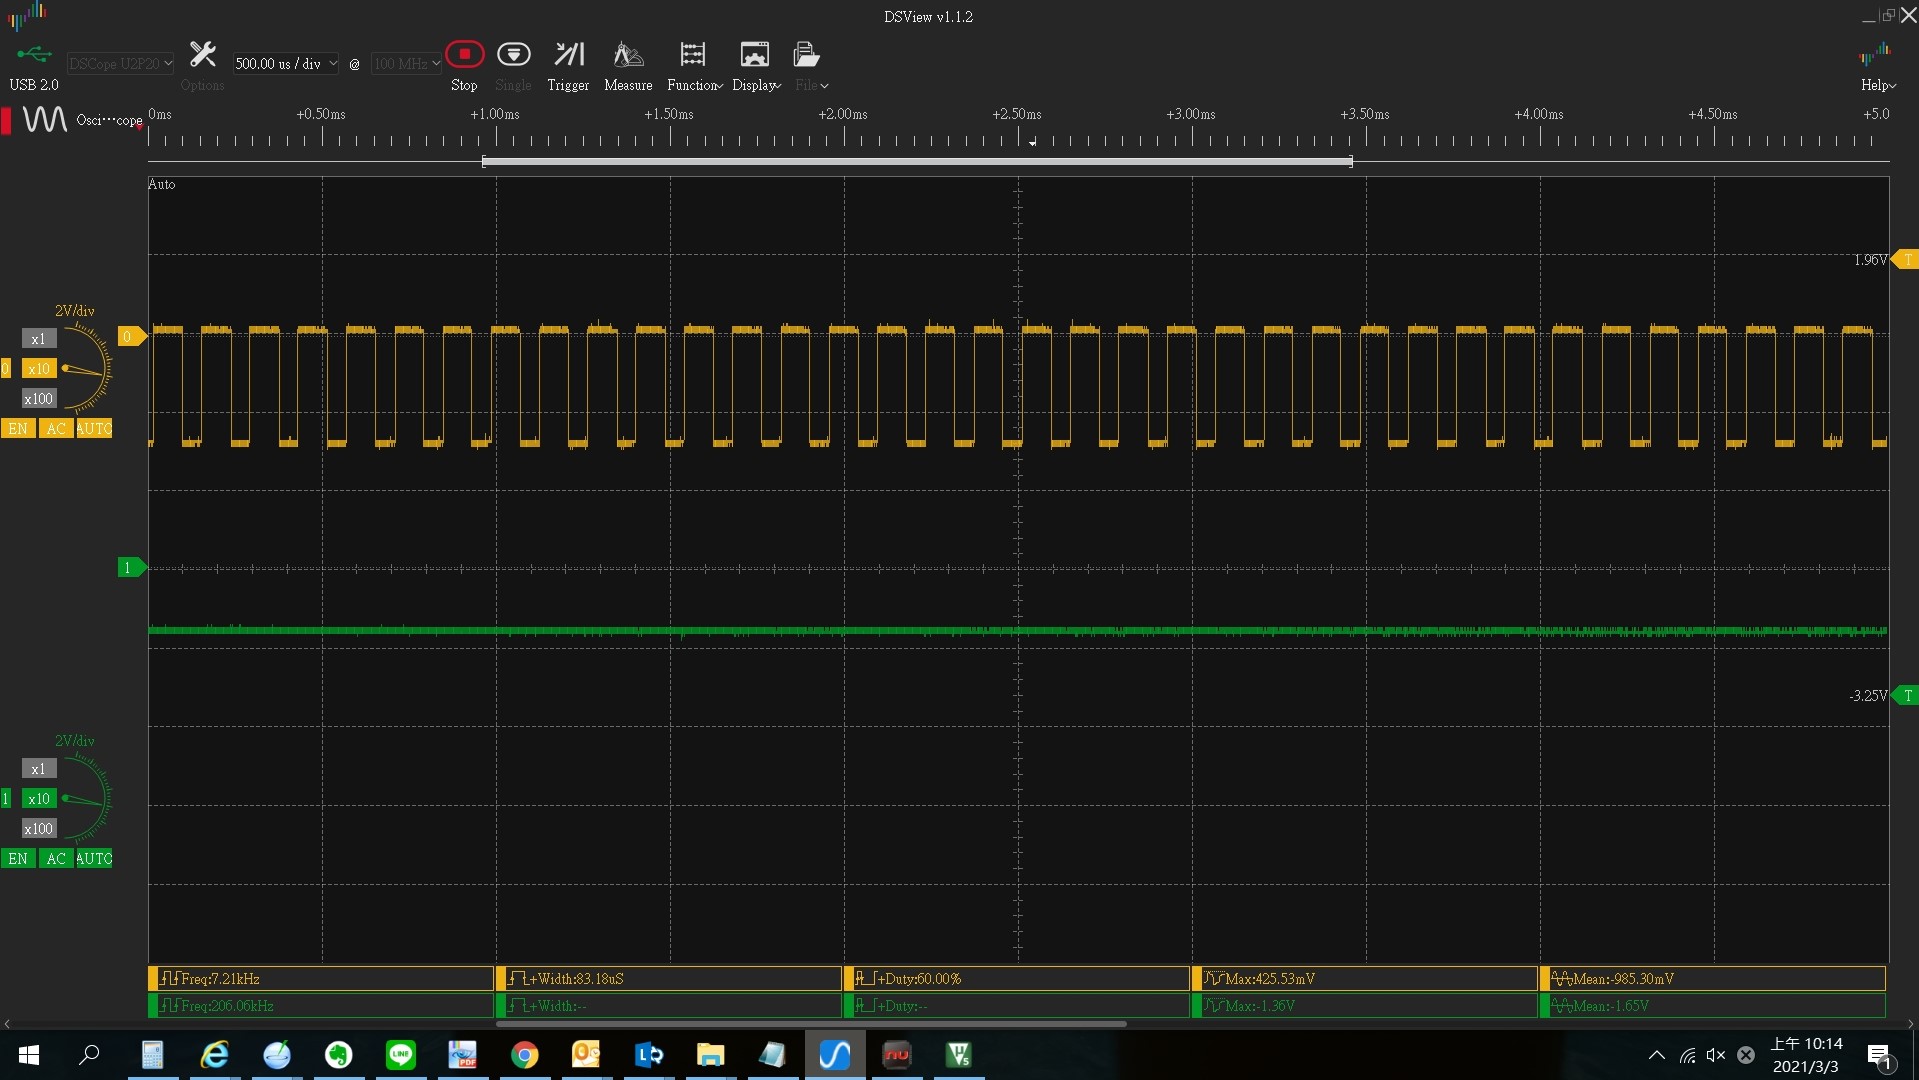 DSView v1.1.2
USB 2.0
DSCope U2P20
Options
500.00 us / div
@
100 MHz
Stop
Single
Trigger
Measure
Function
Display
File
Help
Osci···cope
0ms
+0.50ms
+1.00ms
+1.50ms
+2.00ms
+2.50ms
+3.00ms
+3.50ms
+4.00ms
+4.50ms
+5.0
Auto
1.96V
T
2V/div
0
x1
0
x10
x100
EN
AC
AUTO
1
-3.25V
T
2V/div
x1
1
x10
x100
EN
AC
AUTO
Freq:7.21kHz
+Width:83.18uS
+Duty:60.00%
Max:425.53mV
Mean:-985.30mV
Freq:206.06kHz
+Width:--
+Duty:--
Max:-1.36V
Mean:-1.65V
LINE
PDF
nu
上午 10:14
2021/3/3
1